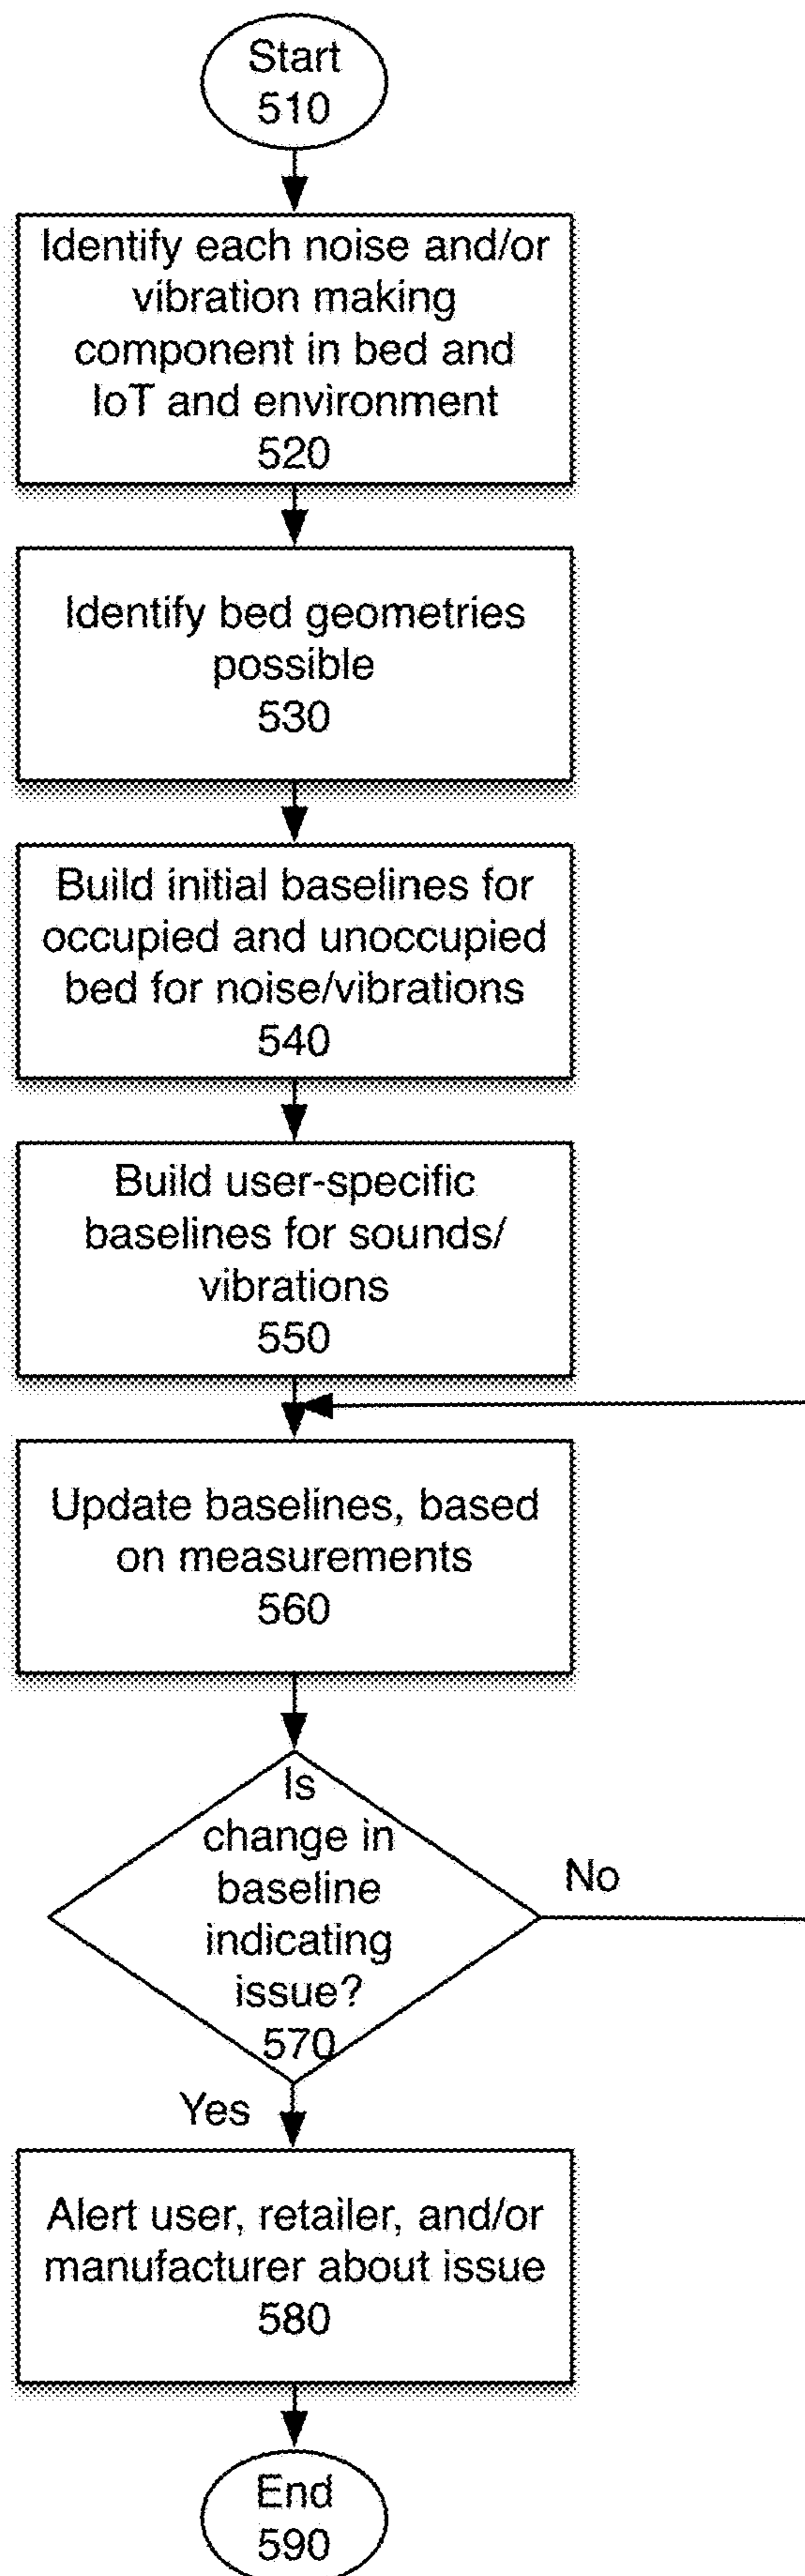 Start
510
Identify each noise and/or
vibration making
component in bed and
IoT and environment
520
Identify bed geometries
possible
530
Build initial baselines for
occupied and unoccupied
bed for noise/vibrations
540
Build user-specific
baselines for sounds/
vibrations
550
Update baselines, based
on measurements
560
Is
change in
baseline
indicating
issue?
570
No
Yes
Alert user, retailer, and/or
manufacturer about issue
580
End
590